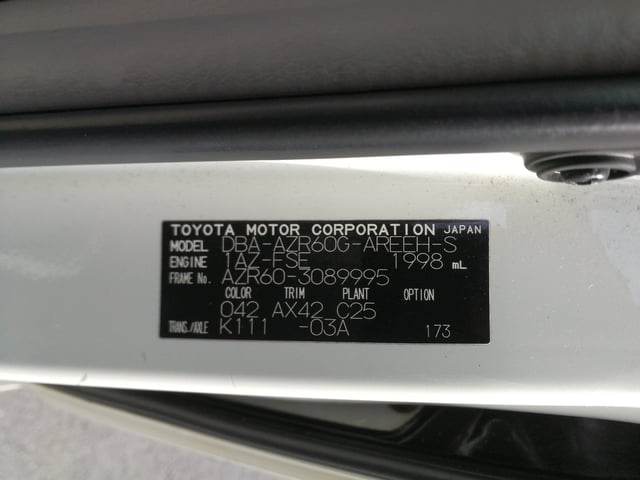 TOYOTA MOTOR CORPORATION JAPAN
MODEL DBA-AZR60G-AREEH-S
ENGINE 1AZ-FSE 1998 mL
FRAME No. AZR60-3089995
COLOR TRIM PLANT OPTION
042 AX42 C25
TRANS./AXLE K111 -03A 173